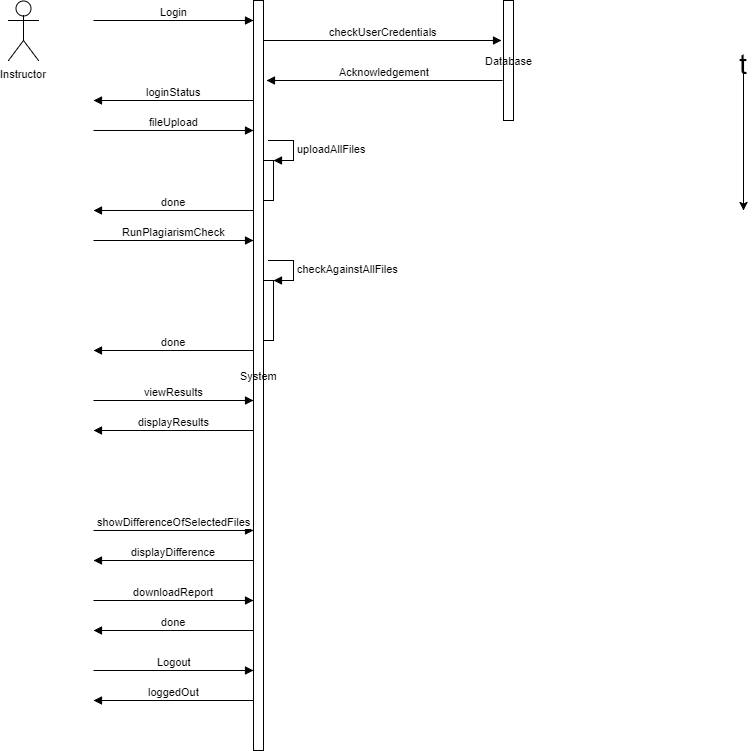 Login
checkUserCredentials
Database
t
Instructor
Acknowledgement
loginStatus
fileUpload
uploadAllFiles
done
RunPlagiarismCheck
checkAgainstAllFiles
done
System
viewResults
displayResults
showDifferenceOfSelectedFiles
displayDifference
downloadReport
done
Logout
loggedOut